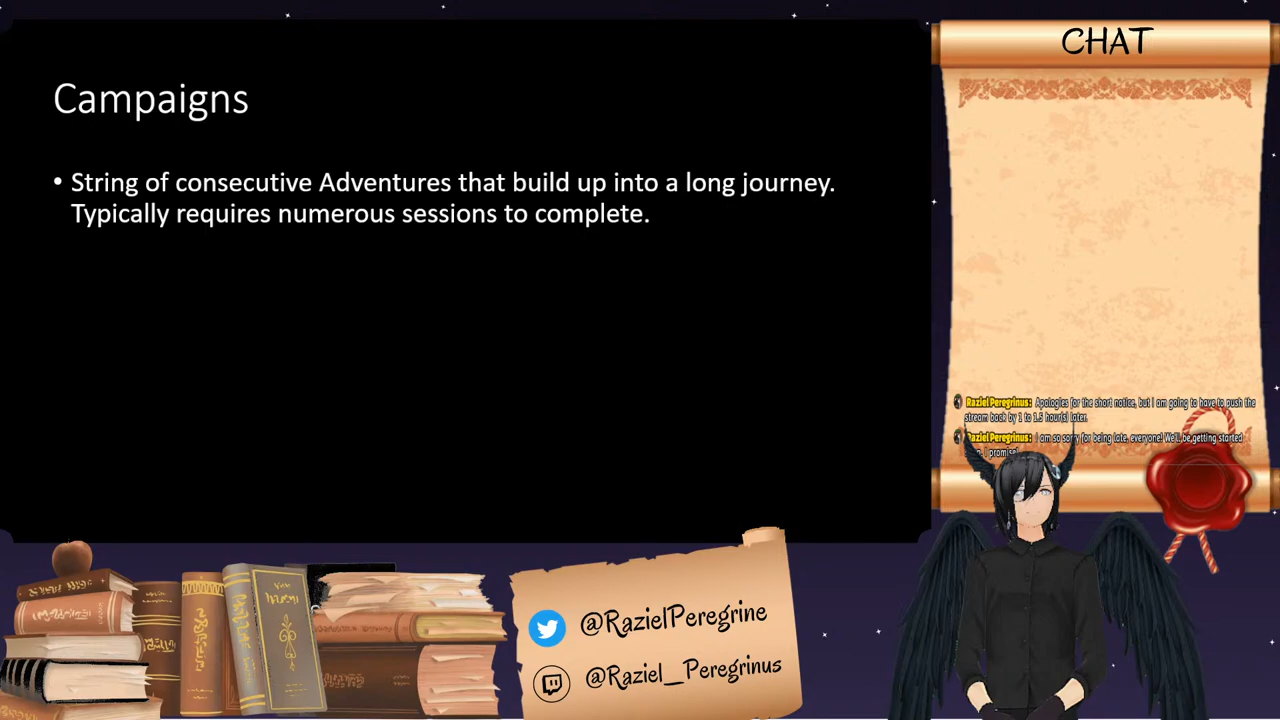 Campaigns
• String of consecutive Adventures that build up into a long journey.
Typically requires numerous sessions to complete.
CHAT
RazielPeregrinus: Apologies for the short notice, but I am going to have to push the
stream back by 1 to 1.5 hour(s) later.
RazielPeregrinus: I am so sorry for being late, everyone! We'll be getting started
I promise!
@RazielPeregrine
@Raziel__Peregrinus